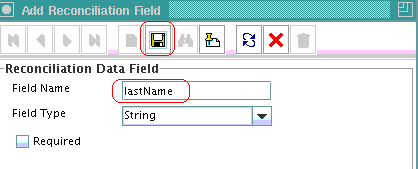 Add Reconciliation Field
Reconciliation Data Field
Field Name lastName
Field Type String
Required